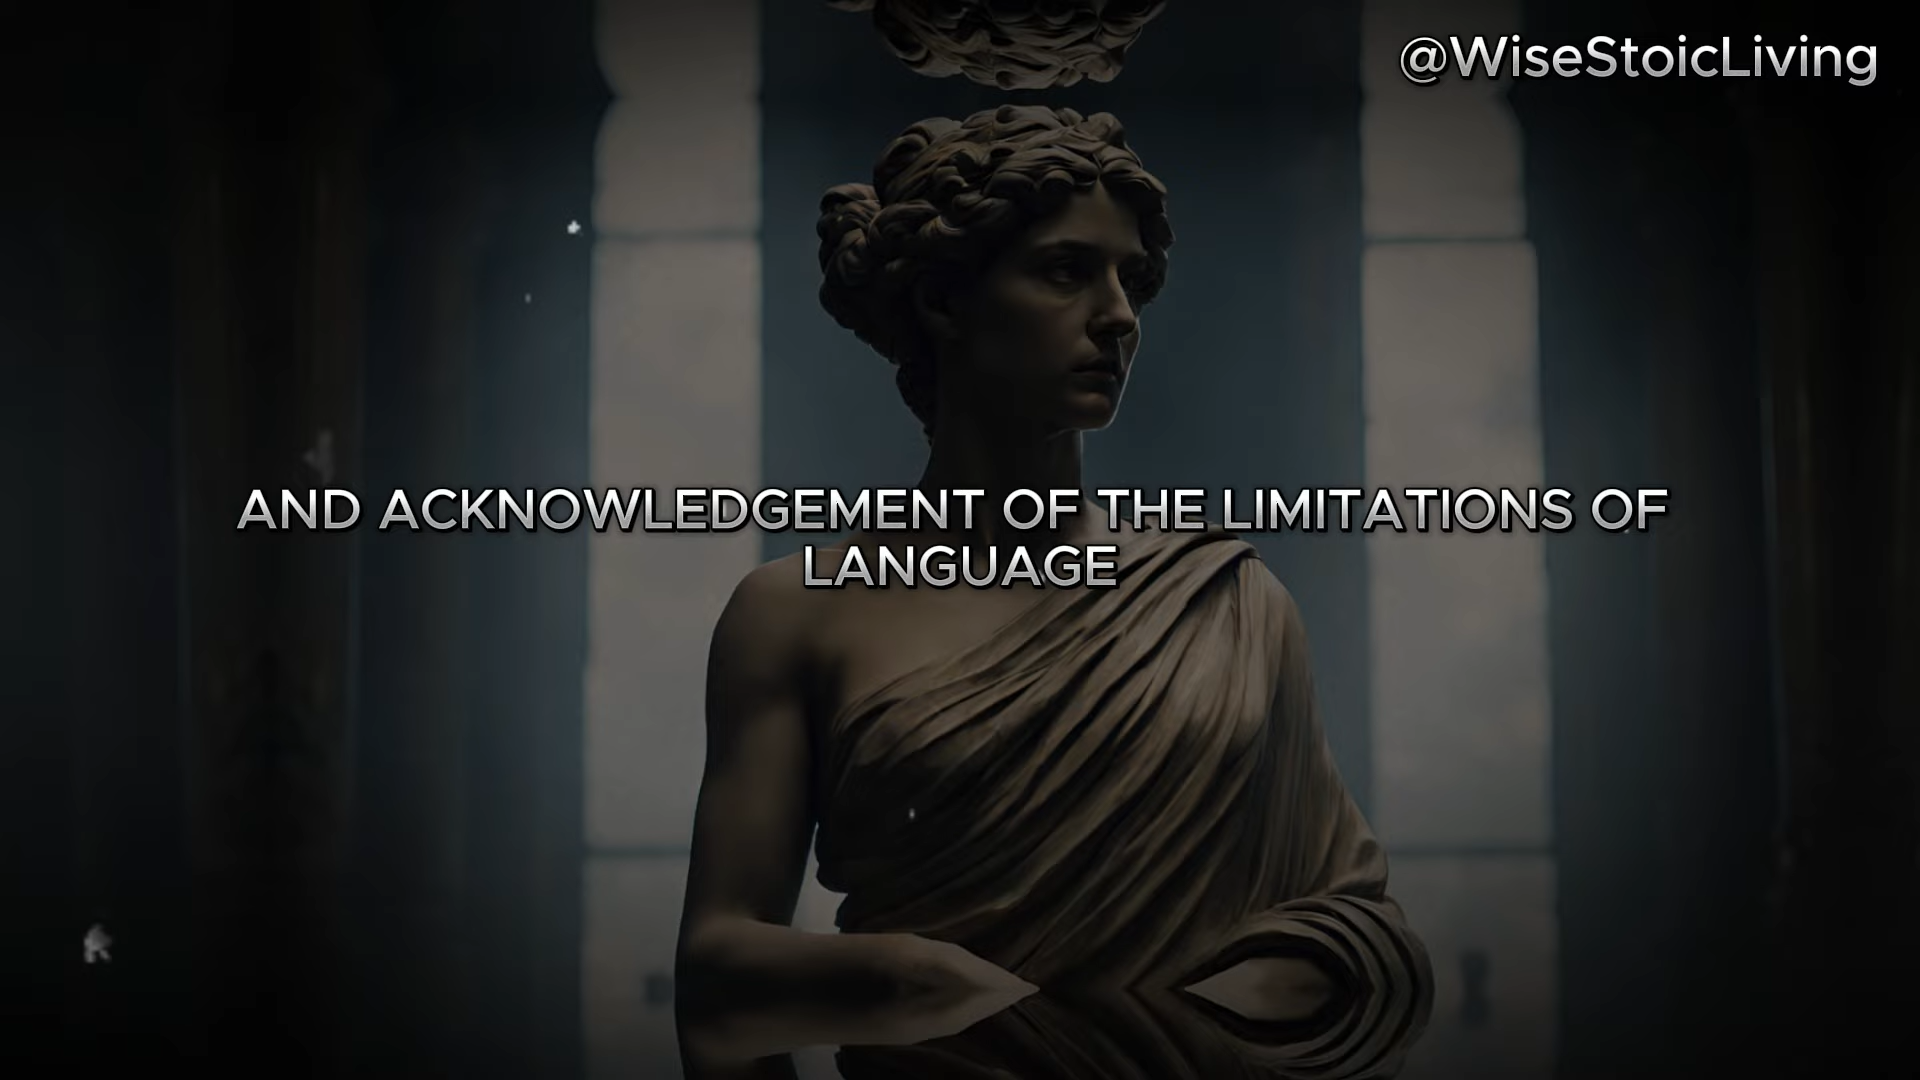 @WiseStoicLiving
AND ACKNOWLEDGEMENT OF THE LIMITATIONS OF
LANGUAGE